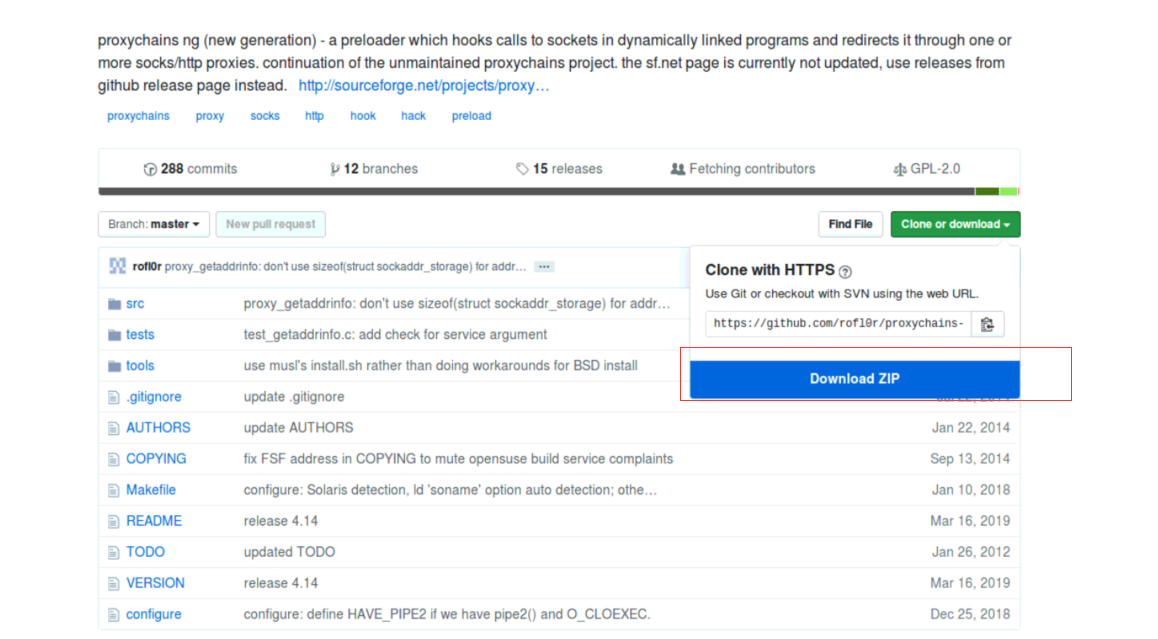 proxychains ng (new generation) - a preloader which hooks calls to sockets in dynamically linked programs and redirects it through one or
more socks/http proxies. continuation of the unmaintained proxychains project. the sf.net page is currently not updated, use releases from
github release page instead. http://sourceforge.net/projects/proxy…
proxychains proxy socks http hook hack preload
288 commits 12 branches 15 releases Fetching contributors GPL-2.0
Branch: master New pull request Find File Clone or download
rofl0r proxy_getaddrinfo: don't use sizeof(struct sockaddr_storage) for addr… ...
Clone with HTTPS ?
Use Git or checkout with SVN using the web URL.
https://github.com/rofl0r/proxychains-
Download ZIP
src proxy_getaddrinfo: don't use sizeof(struct sockaddr_storage) for addr…
tests test_getaddrinfo.c: add check for service argument
tools use musl's install.sh rather than doing workarounds for BSD install
.gitignore update .gitignore
AUTHORS update AUTHORS Jan 22, 2014
COPYING fix FSF address in COPYING to mute opensuse build service complaints Sep 13, 2014
Makefile configure: Solaris detection, ld 'soname' option auto detection; othe… Jan 10, 2018
README release 4.14 Mar 16, 2019
TODO updated TODO Jan 26, 2012
VERSION release 4.14 Mar 16, 2019
configure configure: define HAVE_PIPE2 if we have pipe2() and O_CLOEXEC. Dec 25, 2018